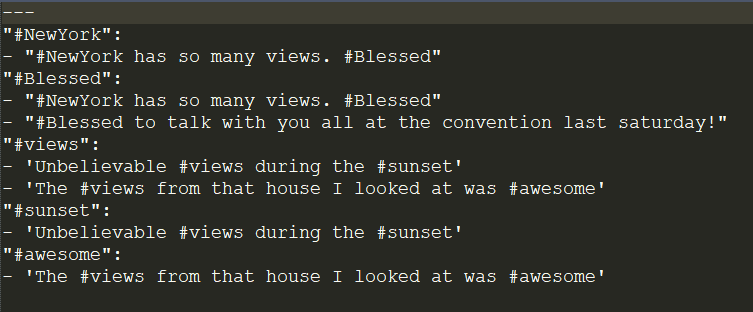 ---
"#NewYork":
- "#NewYork has so many views. #Blessed"
"#Blessed":
- "#NewYork has so many views. #Blessed"
- "#Blessed to talk with you all at the convention last saturday!"
"#views":
- 'Unbelievable #views during the #sunset'
- 'The #views from that house I looked at was #awesome'
"#sunset":
- 'Unbelievable #views during the #sunset'
"#awesome":
- 'The #views from that house I looked at was #awesome'